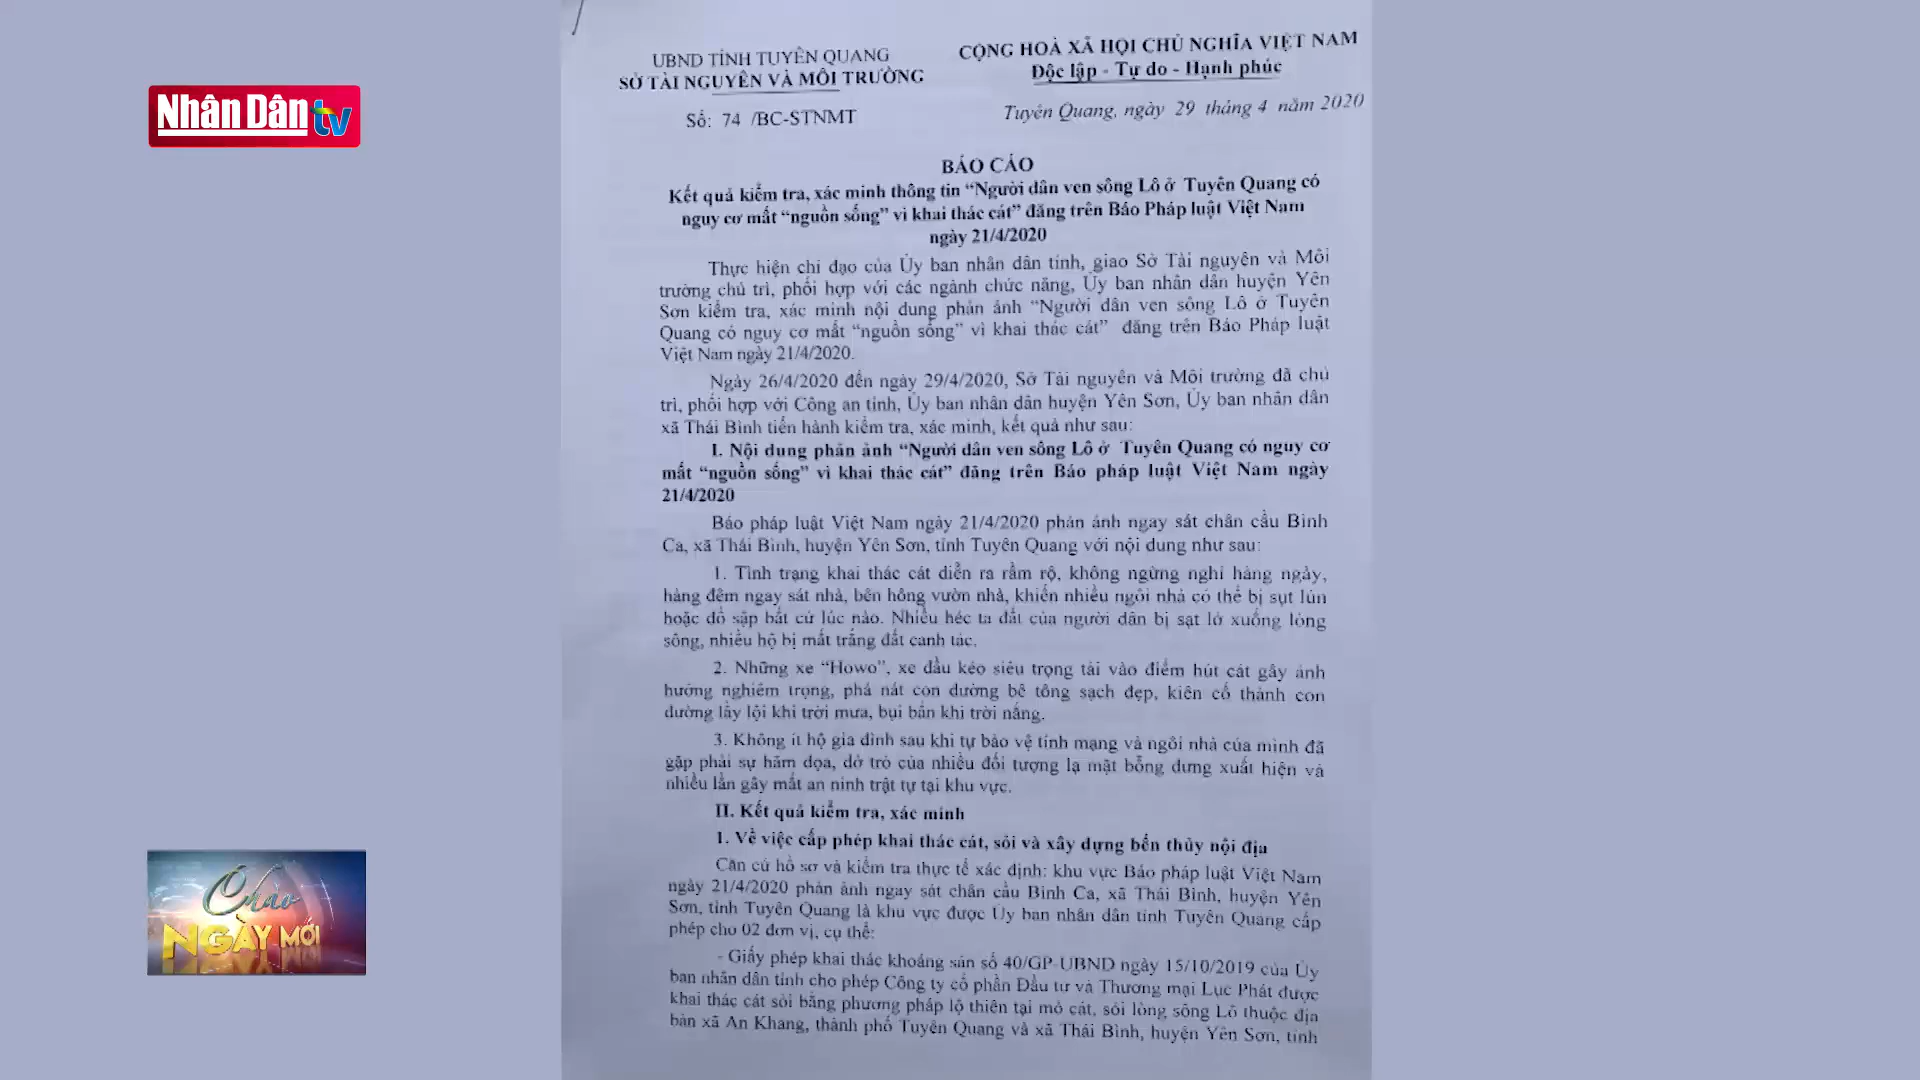 Nhân Dân tv
UBND TỈNH TUYÊN QUANG
SỞ TÀI NGUYÊN VÀ MÔI TRƯỜNG
Số: 74 /BC-STNMT
CỘNG HOÀ XÃ HỘI CHỦ NGHĨA VIỆT NAM
Độc lập - Tự do - Hạnh phúc
Tuyên Quang, ngày 29 tháng 4 năm 2020
BÁO CÁO
Kết quả kiểm tra, xác minh thông tin “Người dân ven sông Lô ở Tuyên Quang có
nguy cơ mất “nguồn sống” vì khai thác cát” đăng trên Báo Pháp luật Việt Nam
ngày 21/4/2020
Thực hiện chỉ đạo của Ủy ban nhân dân tỉnh, giao Sở Tài nguyên và Môi
trường chủ trì, phối hợp với các ngành chức năng, Ủy ban nhân dân huyện Yên
Sơn kiểm tra, xác minh nội dung phản ánh “Người dân ven sông Lô ở Tuyên
Quang có nguy cơ mất “nguồn sống” vì khai thác cát” đăng trên Báo Pháp luật
Việt Nam ngày 21/4/2020.
Ngày 26/4/2020 đến ngày 29/4/2020, Sở Tài nguyên và Môi trường đã chủ
trì, phối hợp với Công an tỉnh, Ủy ban nhân dân huyện Yên Sơn, Ủy ban nhân dân
xã Thái Bình tiến hành kiểm tra, xác minh, kết quả như sau:
I. Nội dung phản ánh “Người dân ven sông Lô ở Tuyên Quang có nguy cơ
mất “nguồn sống” vì khai thác cát” đăng trên Báo pháp luật Việt Nam ngày
21/4/2020
Báo pháp luật Việt Nam ngày 21/4/2020 phản ánh ngay sát chân cầu Bình
Ca, xã Thái Bình, huyện Yên Sơn, tỉnh Tuyên Quang với nội dung như sau:
1. Tình trạng khai thác cát diễn ra rầm rộ, không ngừng nghỉ hàng ngày,
hàng đêm ngay sát nhà, bên hông vườn nhà, khiến nhiều ngôi nhà có thể bị sụt lún
hoặc đổ sập bất cứ lúc nào. Nhiều héc ta đất của người dân bị sạt lở xuống lòng
sông, nhiều hộ bị mất trắng đất canh tác.
2. Những xe “Howo”, xe đầu kéo siêu trọng tải vào điểm hút cát gây ảnh
hưởng nghiêm trọng, phá nát con đường bê tông sạch đẹp, kiên cố thành con
đường lầy lội khi trời mưa, bụi bẩn khi trời nắng.
3. Không ít hộ gia đình sau khi tự bảo vệ tính mạng và ngôi nhà của mình đã
gặp phải sự hăm dọa, dở trò của nhiều đối tượng lạ mặt bỗng dưng xuất hiện và
nhiều lần gây mất an ninh trật tự tại khu vực.
II. Kết quả kiểm tra, xác minh
1. Về việc cấp phép khai thác cát, sỏi và xây dựng bến thủy nội địa
Căn cứ hồ sơ và kiểm tra thực tế xác định: khu vực Báo pháp luật Việt Nam
ngày 21/4/2020 phản ánh ngay sát chân cầu Bình Ca, xã Thái Bình, huyện Yên
Sơn, tỉnh Tuyên Quang là khu vực được Ủy ban nhân dân tỉnh Tuyên Quang cấp
phép cho 02 đơn vị, cụ thể:
- Giấy phép khai thác khoáng sản số 40/GP-UBND ngày 15/10/2019 của Ủy
ban nhân dân tỉnh cho phép Công ty cổ phần Đầu tư và Thương mại Lục Phát được
khai thác cát sỏi bằng phương pháp lộ thiên tại mỏ cát, sỏi lòng sông Lô thuộc địa
bàn xã An Khang, thành phố Tuyên Quang và xã Thái Bình, huyện Yên Sơn, tỉnh
Chào
NGÀY MỚI